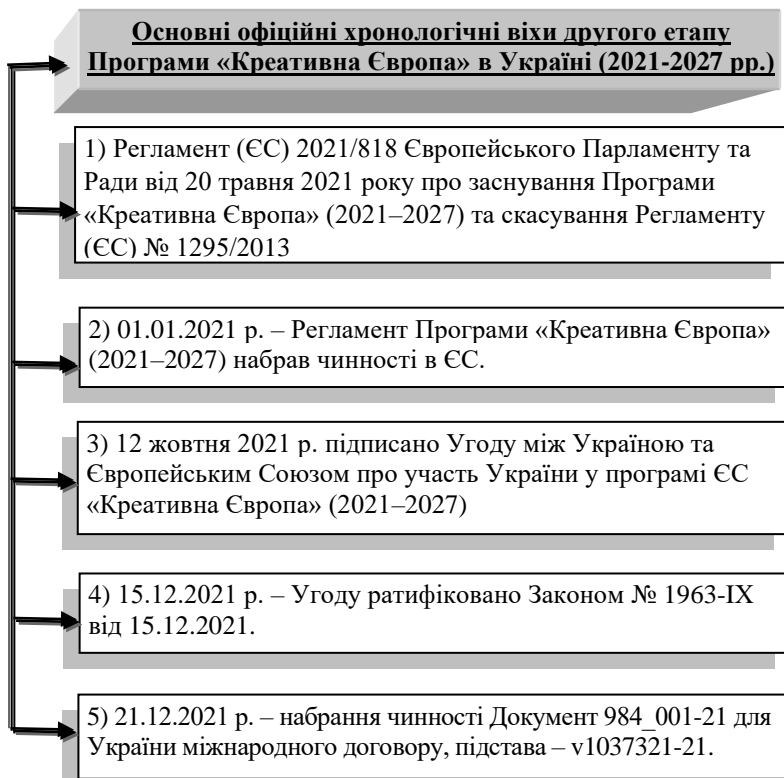 Основні офіційні хронологічні віхи другого етапу
Програми «Креативна Європа» в Україні (2021-2027 рр.)
1) Регламент (ЄС) 2021/818 Європейського Парламенту та
Ради від 20 травня 2021 року про заснування Програми
«Креативна Європа» (2021–2027) та скасування Регламенту
(ЄС) № 1295/2013
2) 01.01.2021 р. – Регламент Програми «Креативна Європа»
(2021–2027) набрав чинності в ЄС.
3) 12 жовтня 2021 р. підписано Угоду між Україною та
Європейським Союзом про участь України у програмі ЄС
«Креативна Європа» (2021–2027)
4) 15.12.2021 р. – Угоду ратифіковано Законом № 1963-IX
від 15.12.2021.
5) 21.12.2021 р. – набрання чинності Документ 984_001-21 для
України міжнародного договору, підстава – v1037321-21.